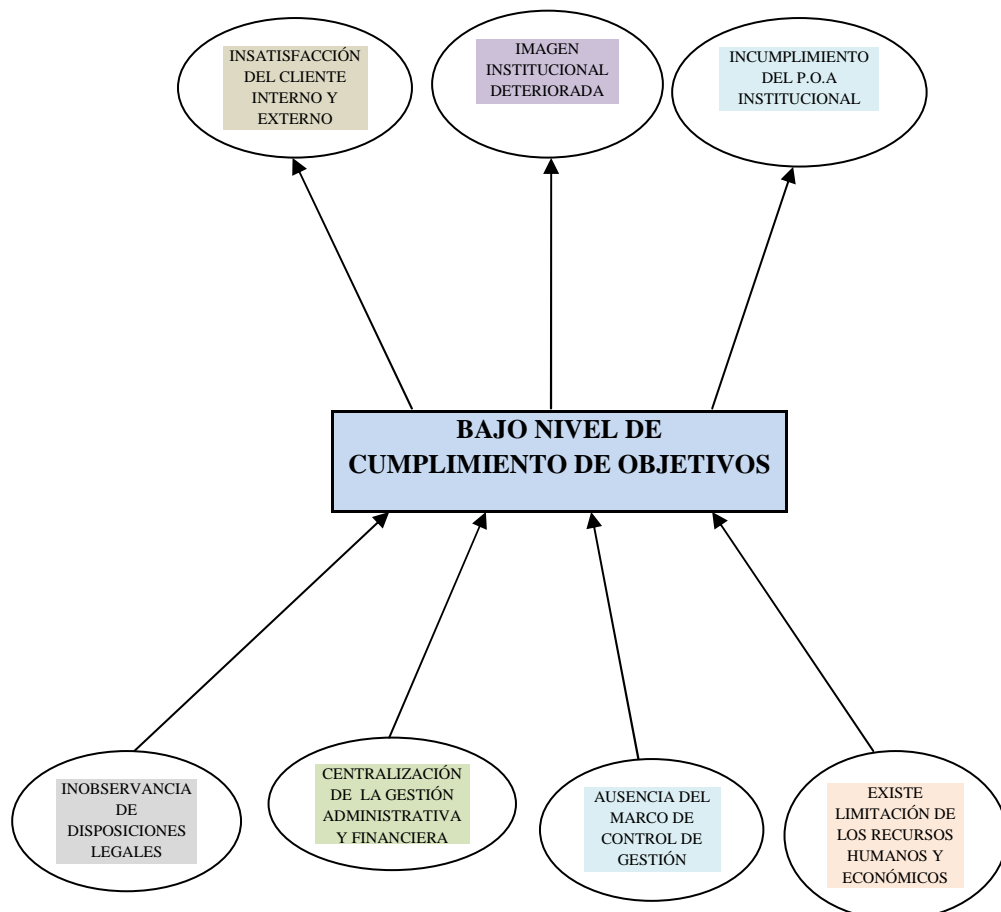 INSATISFACCIÓN
DEL CLIENTE
INTERNO Y
EXTERNO
IMAGEN
INSTITUCIONAL
DETERIORADA
INCUMPLIMIENTO
DEL P.O.A
INSTITUCIONAL
BAJO NIVEL DE
CUMPLIMIENTO DE OBJETIVOS
INOBSERVANCIA
DE
DISPOSICIONES
LEGALES
CENTRALIZACIÓN
DE LA GESTIÓN
ADMINISTRATIVA
Y FINANCIERA
AUSENCIA DEL
MARCO DE
CONTROL DE
GESTIÓN
EXISTE
LIMITACIÓN DE
LOS RECURSOS
HUMANOS Y
ECONÓMICOS